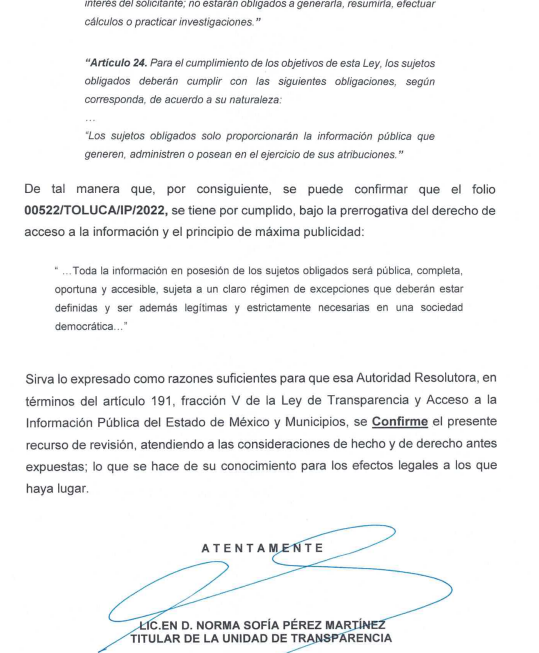 interés del solicitante; no estarán obligados a generarla, resumirla, efectuar
cálculos o practicar investigaciones."
"Artículo 24. Para el cumplimiento de los objetivos de esta Ley, los sujetos
obligados deberán cumplir con las siguientes obligaciones, según
corresponda, de acuerdo a su naturaleza:
…
"Los sujetos obligados solo proporcionarán la información pública que
generen, administren o posean en el ejercicio de sus atribuciones."
De tal manera que, por consiguiente, se puede confirmar que el folio
00522/TOLUCA/IP/2022, se tiene por cumplido, bajo la prerrogativa del derecho de
acceso a la información y el principio de máxima publicidad:
" …Toda la información en posesión de los sujetos obligados será pública, completa,
oportuna y accesible, sujeta a un claro régimen de excepciones que deberán estar
definidas y ser además legítimas y estrictamente necesarias en una sociedad
democrática…"
Sirva lo expresado como razones suficientes para que esa Autoridad Resolutora, en
términos del artículo 191, fracción V de la Ley de Transparencia y Acceso a la
Información Pública del Estado de México y Municipios, se Confirme el presente
recurso de revisión, atendiendo a las consideraciones de hecho y de derecho antes
expuestas; lo que se hace de su conocimiento para los efectos legales a los que
haya lugar.
ATENTAMENTE
LIC.EN D. NORMA SOFÍA PÉREZ MARTÍNEZ
TITULAR DE LA UNIDAD DE TRANSPARENCIA